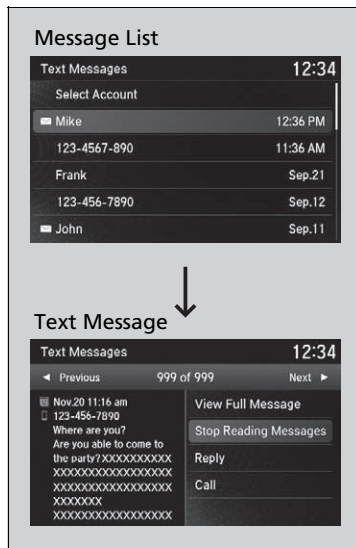 Message List
Text Messages 12:34
Select Account
Mike 12:36 PM
123-4567-890 11:36 AM
Frank Sep.21
123-456-7890 Sep.12
John Sep.11
Text Message
Text Messages 12:34
◄ Previous 999 of 999 Next ►
Nov.20 11:16 am
123-456-7890
Where are you?
Are you able to come to
the party?XXXXXXXXXX
XXXXXXXXXXXXXXXXX
XXXXXXXXXXXXXXXXX
XXXXXXX
XXXXXXXXXXXXXXXXX
View Full Message
Stop Reading Messages
Reply
Call